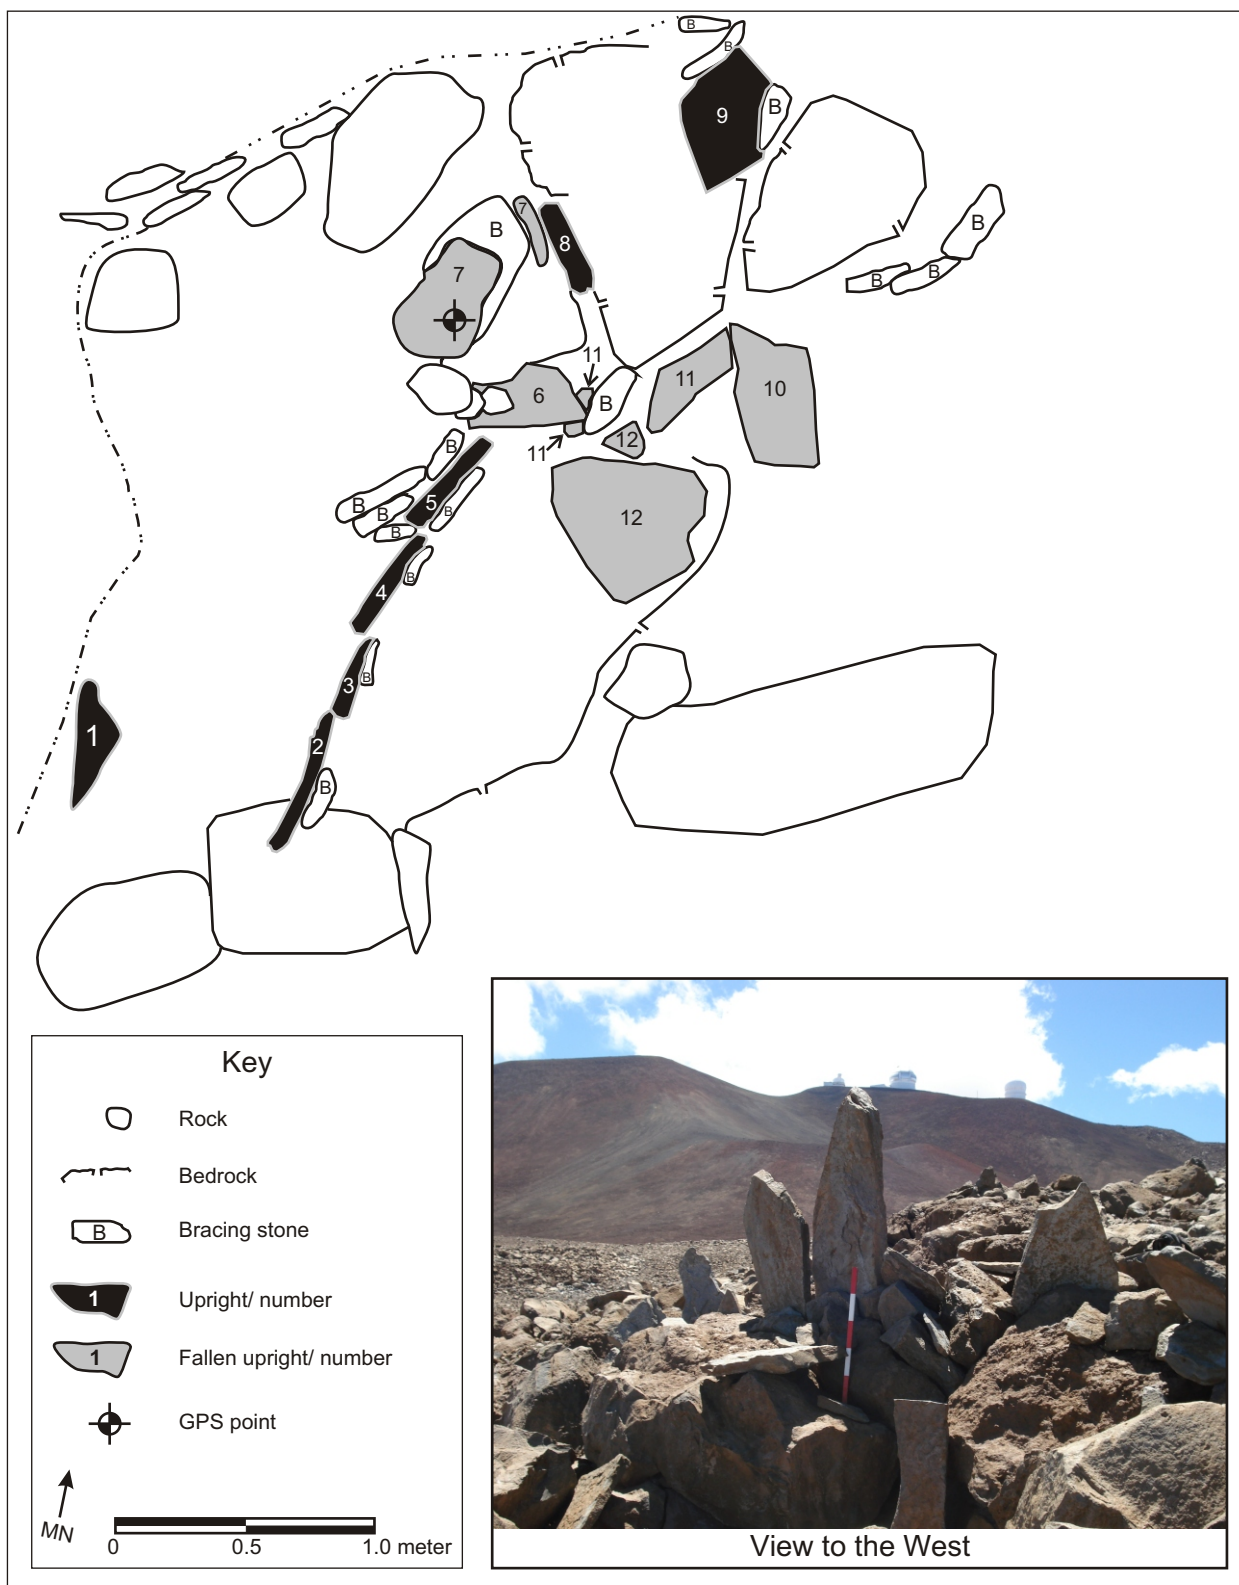 B
B
9
B
B
7
8
B
B
B
7
11
6
11
10
B
12
11
B
B
5
B
B
B
12
4
B
3
B
1
2
B
Key
Rock
Bedrock
B Bracing stone
1 Upright/ number
1 Fallen upright/ number
GPS point
MN
0 0.5 1.0 meter
View to the West